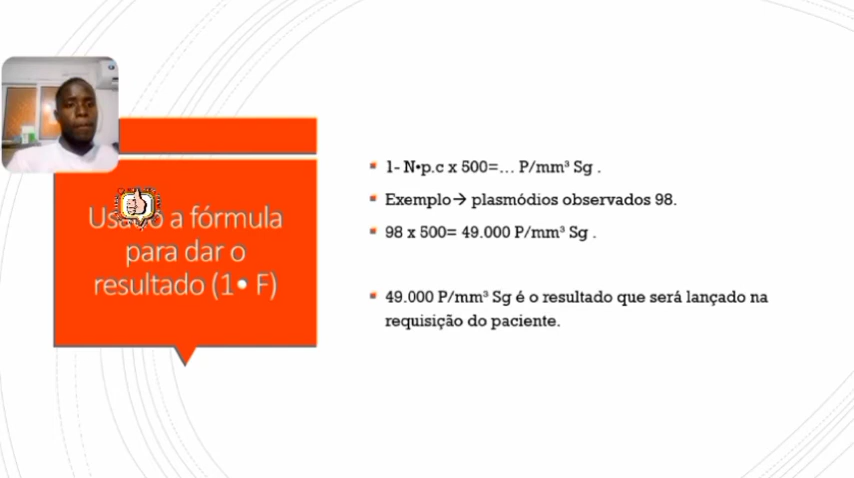 Usado a fórmula
para dar o
resultado (1• F)
1- N•p.c x 500=... P/mm³ Sg .
Exemplo→ plasmódios observados 98.
98 x 500= 49.000 P/mm³ Sg .
49.000 P/mm³ Sg é o resultado que será lançado na
requisição do paciente.